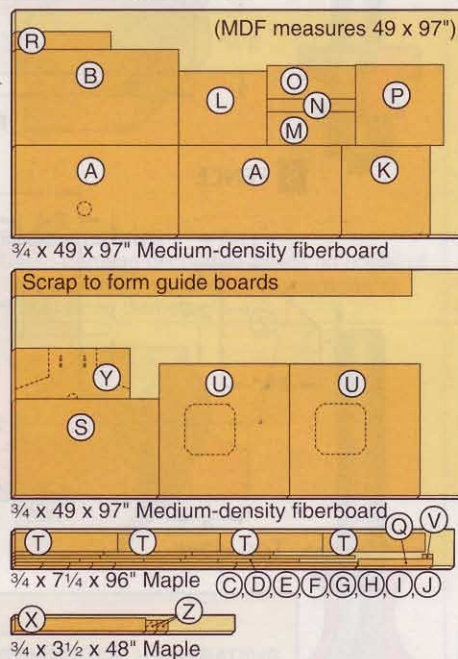 (MDF measures 49 x 97")
R
B
L
O
N
M
P
A
A
K
¾ x 49 x 97" Medium-density fiberboard
Scrap to form guide boards
Y
S
U
U
¾ x 49 x 97" Medium-density fiberboard
T
T
T
T
Q
V
¾ x 7¼ x 96" Maple
C,D,E,F,G,H,I,J
X
Z
¾ x 3½ x 48" Maple